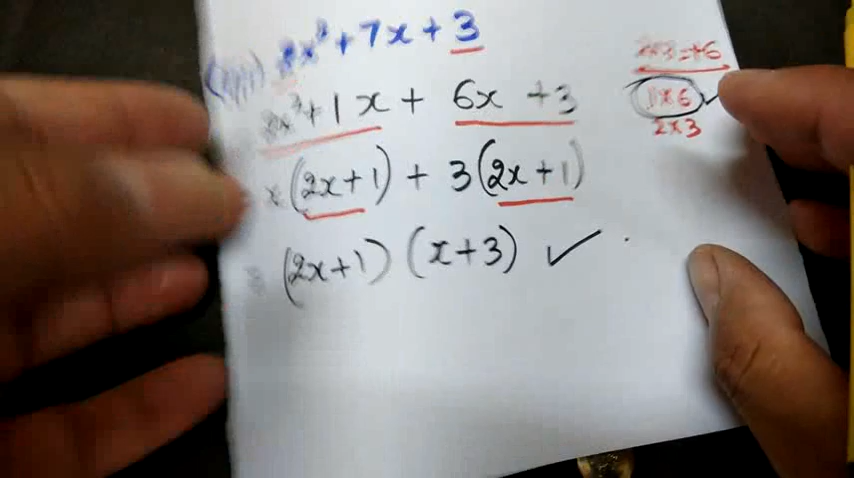 (viii) 2x²+7x+3
2x²+1x + 6x +3
x(2x+1) + 3(2x+1)
(2x+1) (x+3) ✓
2×3=+6
1×6 ✓
2×3